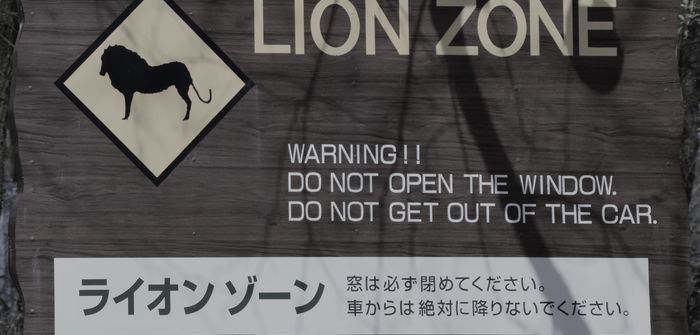 LION ZONE
WARNING!!
DO NOT OPEN THE WINDOW.
DO NOT GET OUT OF THE CAR.
ライオンゾーン
窓は必ず閉めてください。
車からは絶対に降りないでください。